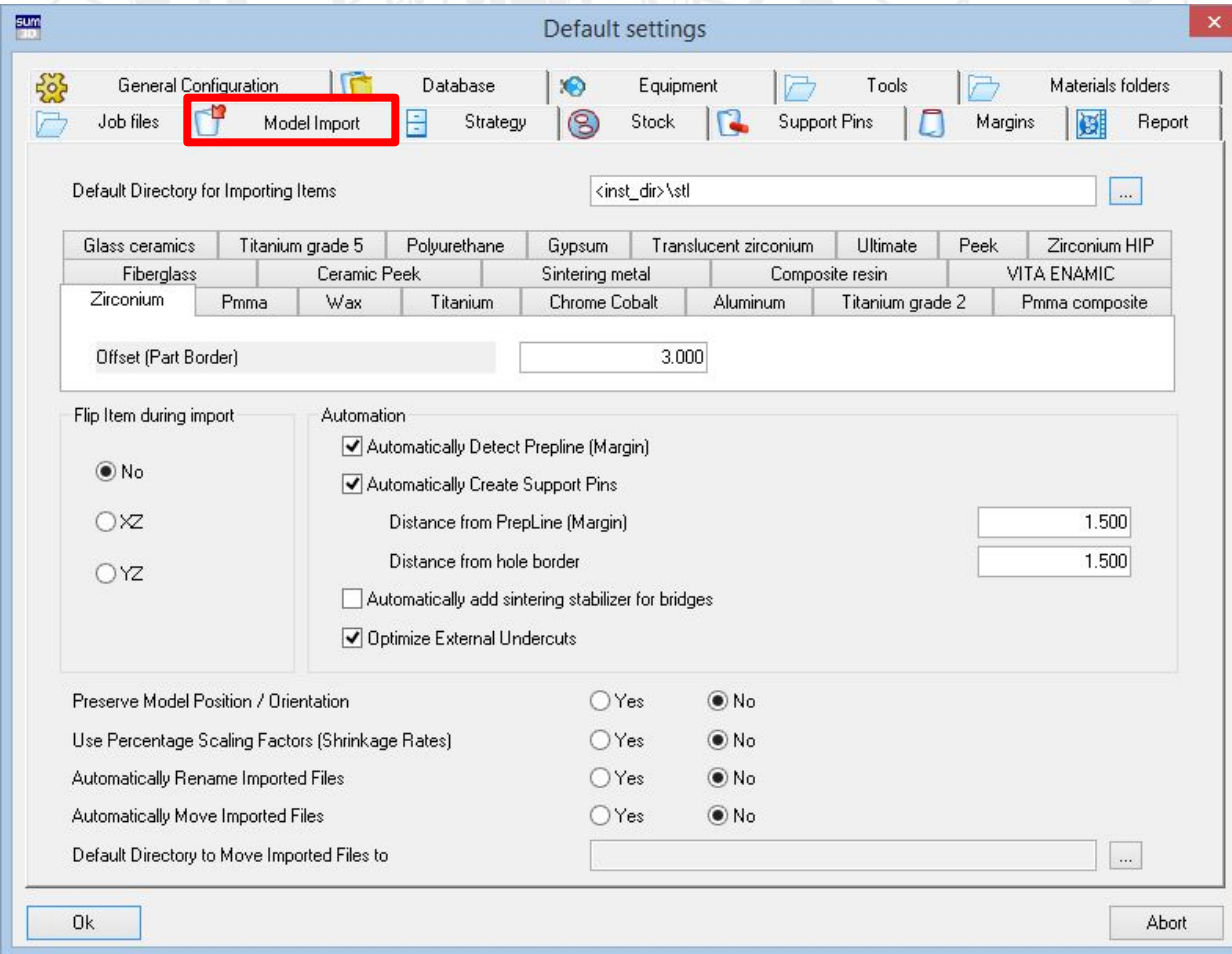 SUM 3D
Default settings
General Configuration Database Equipment Tools Materials folders
Job files Model Import Strategy Stock Support Pins Margins Report
Default Directory for Importing Items <inst_dir>\stl ...
Glass ceramics Titanium grade 5 Polyurethane Gypsum Translucent zirconium Ultimate Peek Zirconium HIP
Fiberglass Ceramic Peek Sintering metal Composite resin VITA ENAMIC
Zirconium Pmma Wax Titanium Chrome Cobalt Aluminum Titanium grade 2 Pmma composite
Offset (Part Border) 3.000
Flip Item during import
No
XZ
YZ
Automation
Automatically Detect Prepline (Margin)
Automatically Create Support Pins
Distance from PrepLine (Margin) 1.500
Distance from hole border 1.500
Automatically add sintering stabilizer for bridges
Optimize External Undercuts
Preserve Model Position / Orientation Yes No
Use Percentage Scaling Factors (Shrinkage Rates) Yes No
Automatically Rename Imported Files Yes No
Automatically Move Imported Files Yes No
Default Directory to Move Imported Files to ...
Ok Abort